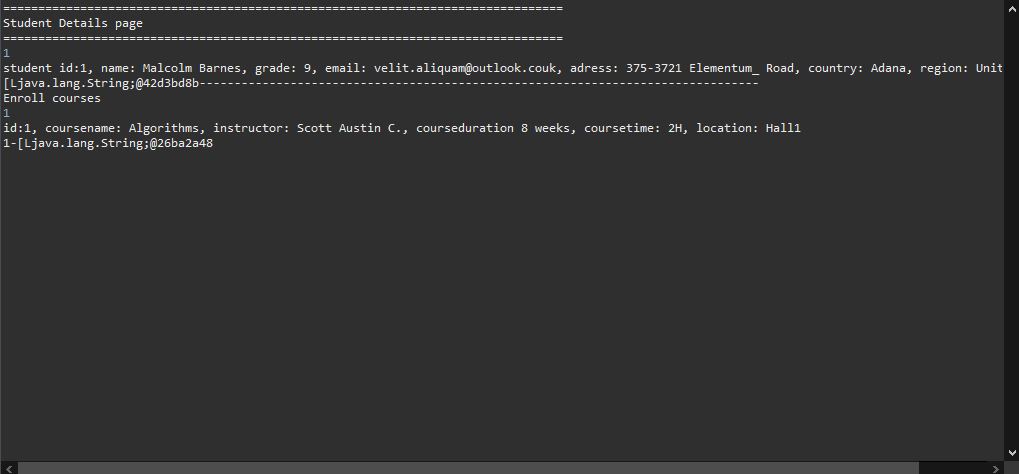 ================================================================================
Student Details page
================================================================================
1
student id:1, name: Malcolm Barnes, grade: 9, email: velit.aliquam@outlook.couk, adress: 375-3721 Elementum_ Road, country: Adana, region: Unit
[Ljava.lang.String;@42d3bd8b--------------------------------------------------------------------------------
Enroll courses
1
id:1, coursename: Algorithms, instructor: Scott Austin C., courseduration 8 weeks, coursetime: 2H, location: Hall1
1-[Ljava.lang.String;@26ba2a48